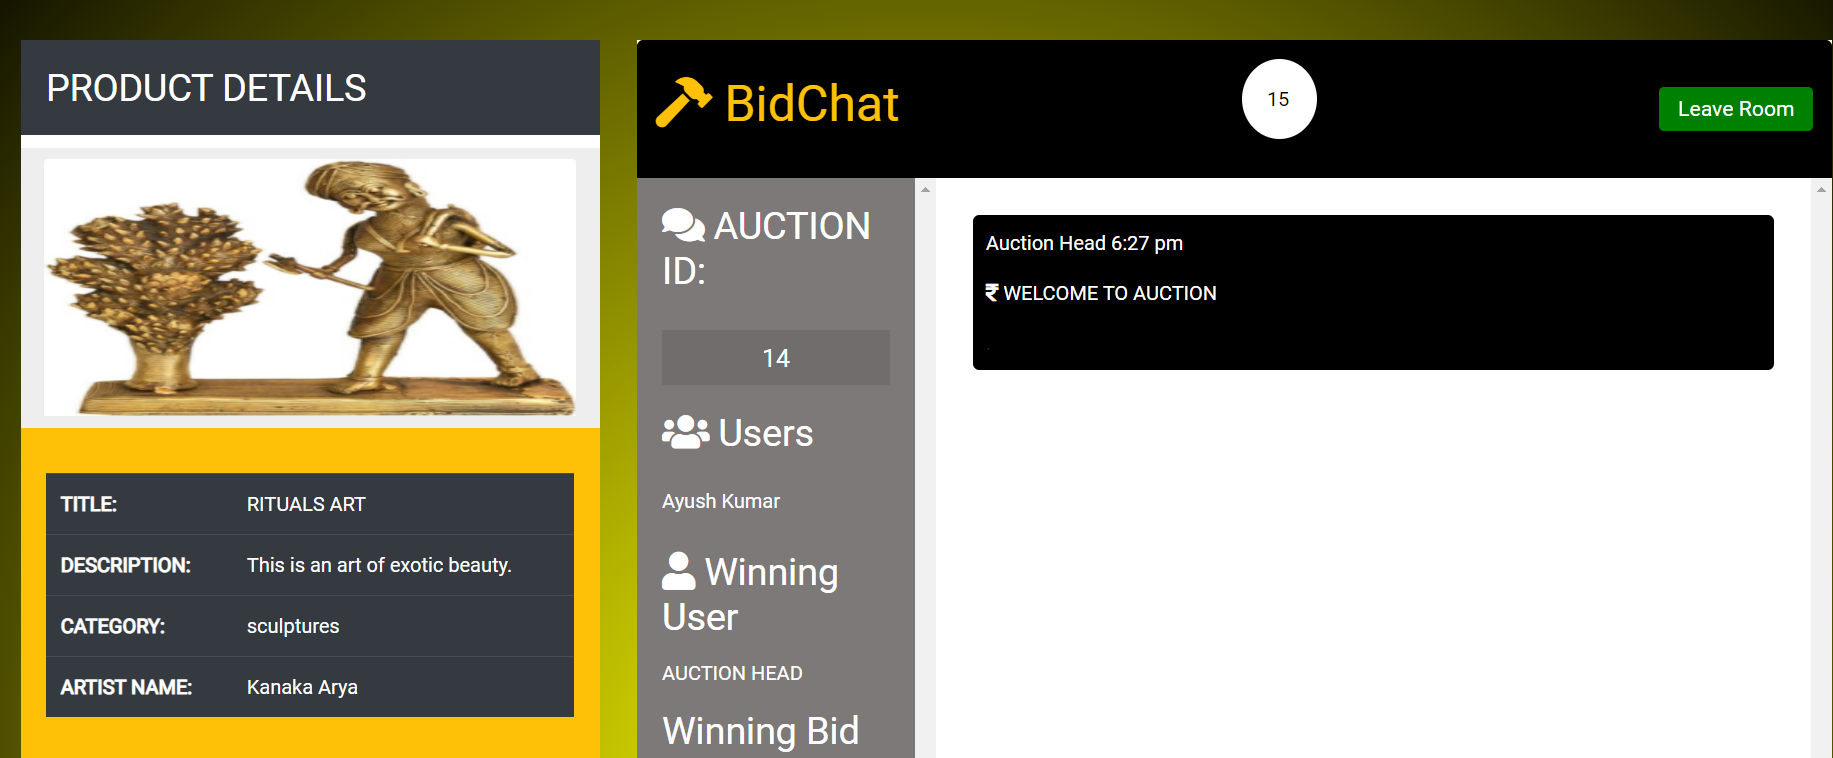 PRODUCT DETAILS
TITLE: RITUALS ART
DESCRIPTION: This is an art of exotic beauty.
CATEGORY: sculptures
ARTIST NAME: Kanaka Arya
BidChat
15
Leave Room
AUCTION
ID:
14
Users
Ayush Kumar
Winning
User
AUCTION HEAD
Winning Bid
Auction Head 6:27 pm
₹ WELCOME TO AUCTION